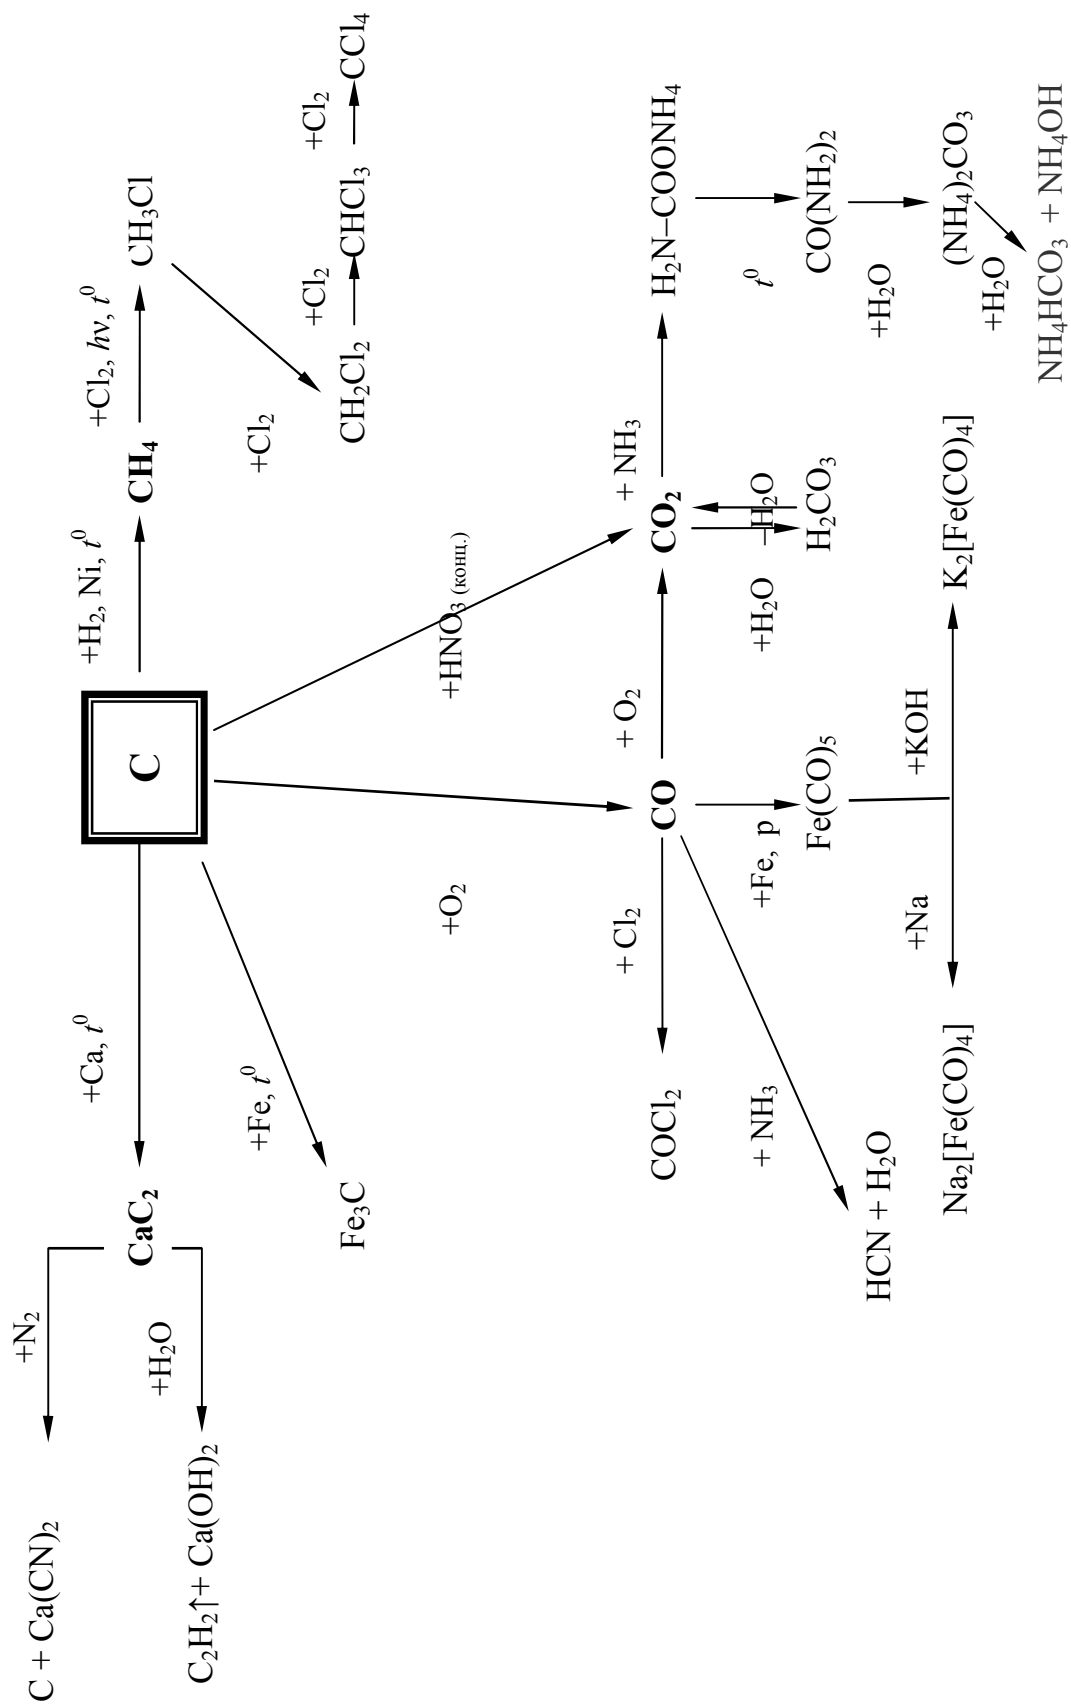 C + Ca(CN)₂
+N₂
C₂H₂↑+ Ca(OH)₂
+H₂O
CaC₂
+Ca, t⁰
C
+H₂, Ni, t⁰
CH₄
+Cl₂, hν, t⁰
CH₃Cl
+Fe, t⁰
Fe₃C
+Cl₂
CH₂Cl₂
+Cl₂
CHCl₃
+Cl₂
CCl₄
+O₂
+HNO₃ (конц.)
COCl₂
+ Cl₂
CO
+ O₂
CO₂
+ NH₃
H₂N–COONH₄
+ NH₃
+Fe, p
+H₂O
–H₂O
t⁰
HCN + H₂O
Fe(CO)₅
H₂CO₃
CO(NH₂)₂
+Na
+KOH
+H₂O
Na₂[Fe(CO)₄]
K₂[Fe(CO)₄]
(NH₄)₂CO₃
+H₂O
NH₄HCO₃ + NH₄OH